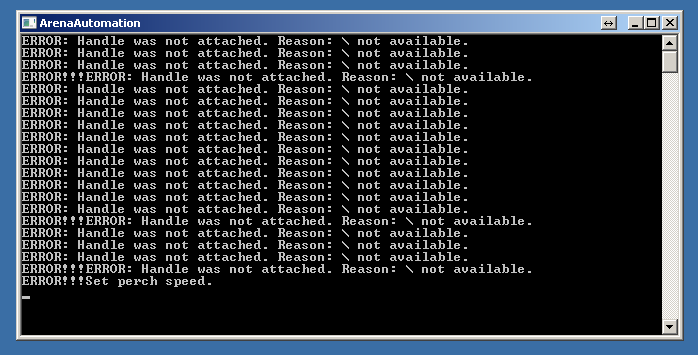 ArenaAutomation
ERROR: Handle was not attached. Reason: \ not available.
ERROR: Handle was not attached. Reason: \ not available.
ERROR: Handle was not attached. Reason: \ not available.
ERROR!!!ERROR: Handle was not attached. Reason: \ not available.
ERROR: Handle was not attached. Reason: \ not available.
ERROR: Handle was not attached. Reason: \ not available.
ERROR: Handle was not attached. Reason: \ not available.
ERROR: Handle was not attached. Reason: \ not available.
ERROR: Handle was not attached. Reason: \ not available.
ERROR: Handle was not attached. Reason: \ not available.
ERROR: Handle was not attached. Reason: \ not available.
ERROR: Handle was not attached. Reason: \ not available.
ERROR: Handle was not attached. Reason: \ not available.
ERROR: Handle was not attached. Reason: \ not available.
ERROR: Handle was not attached. Reason: \ not available.
ERROR!!!ERROR: Handle was not attached. Reason: \ not available.
ERROR: Handle was not attached. Reason: \ not available.
ERROR: Handle was not attached. Reason: \ not available.
ERROR: Handle was not attached. Reason: \ not available.
ERROR!!!ERROR: Handle was not attached. Reason: \ not available.
ERROR!!!Set perch speed.